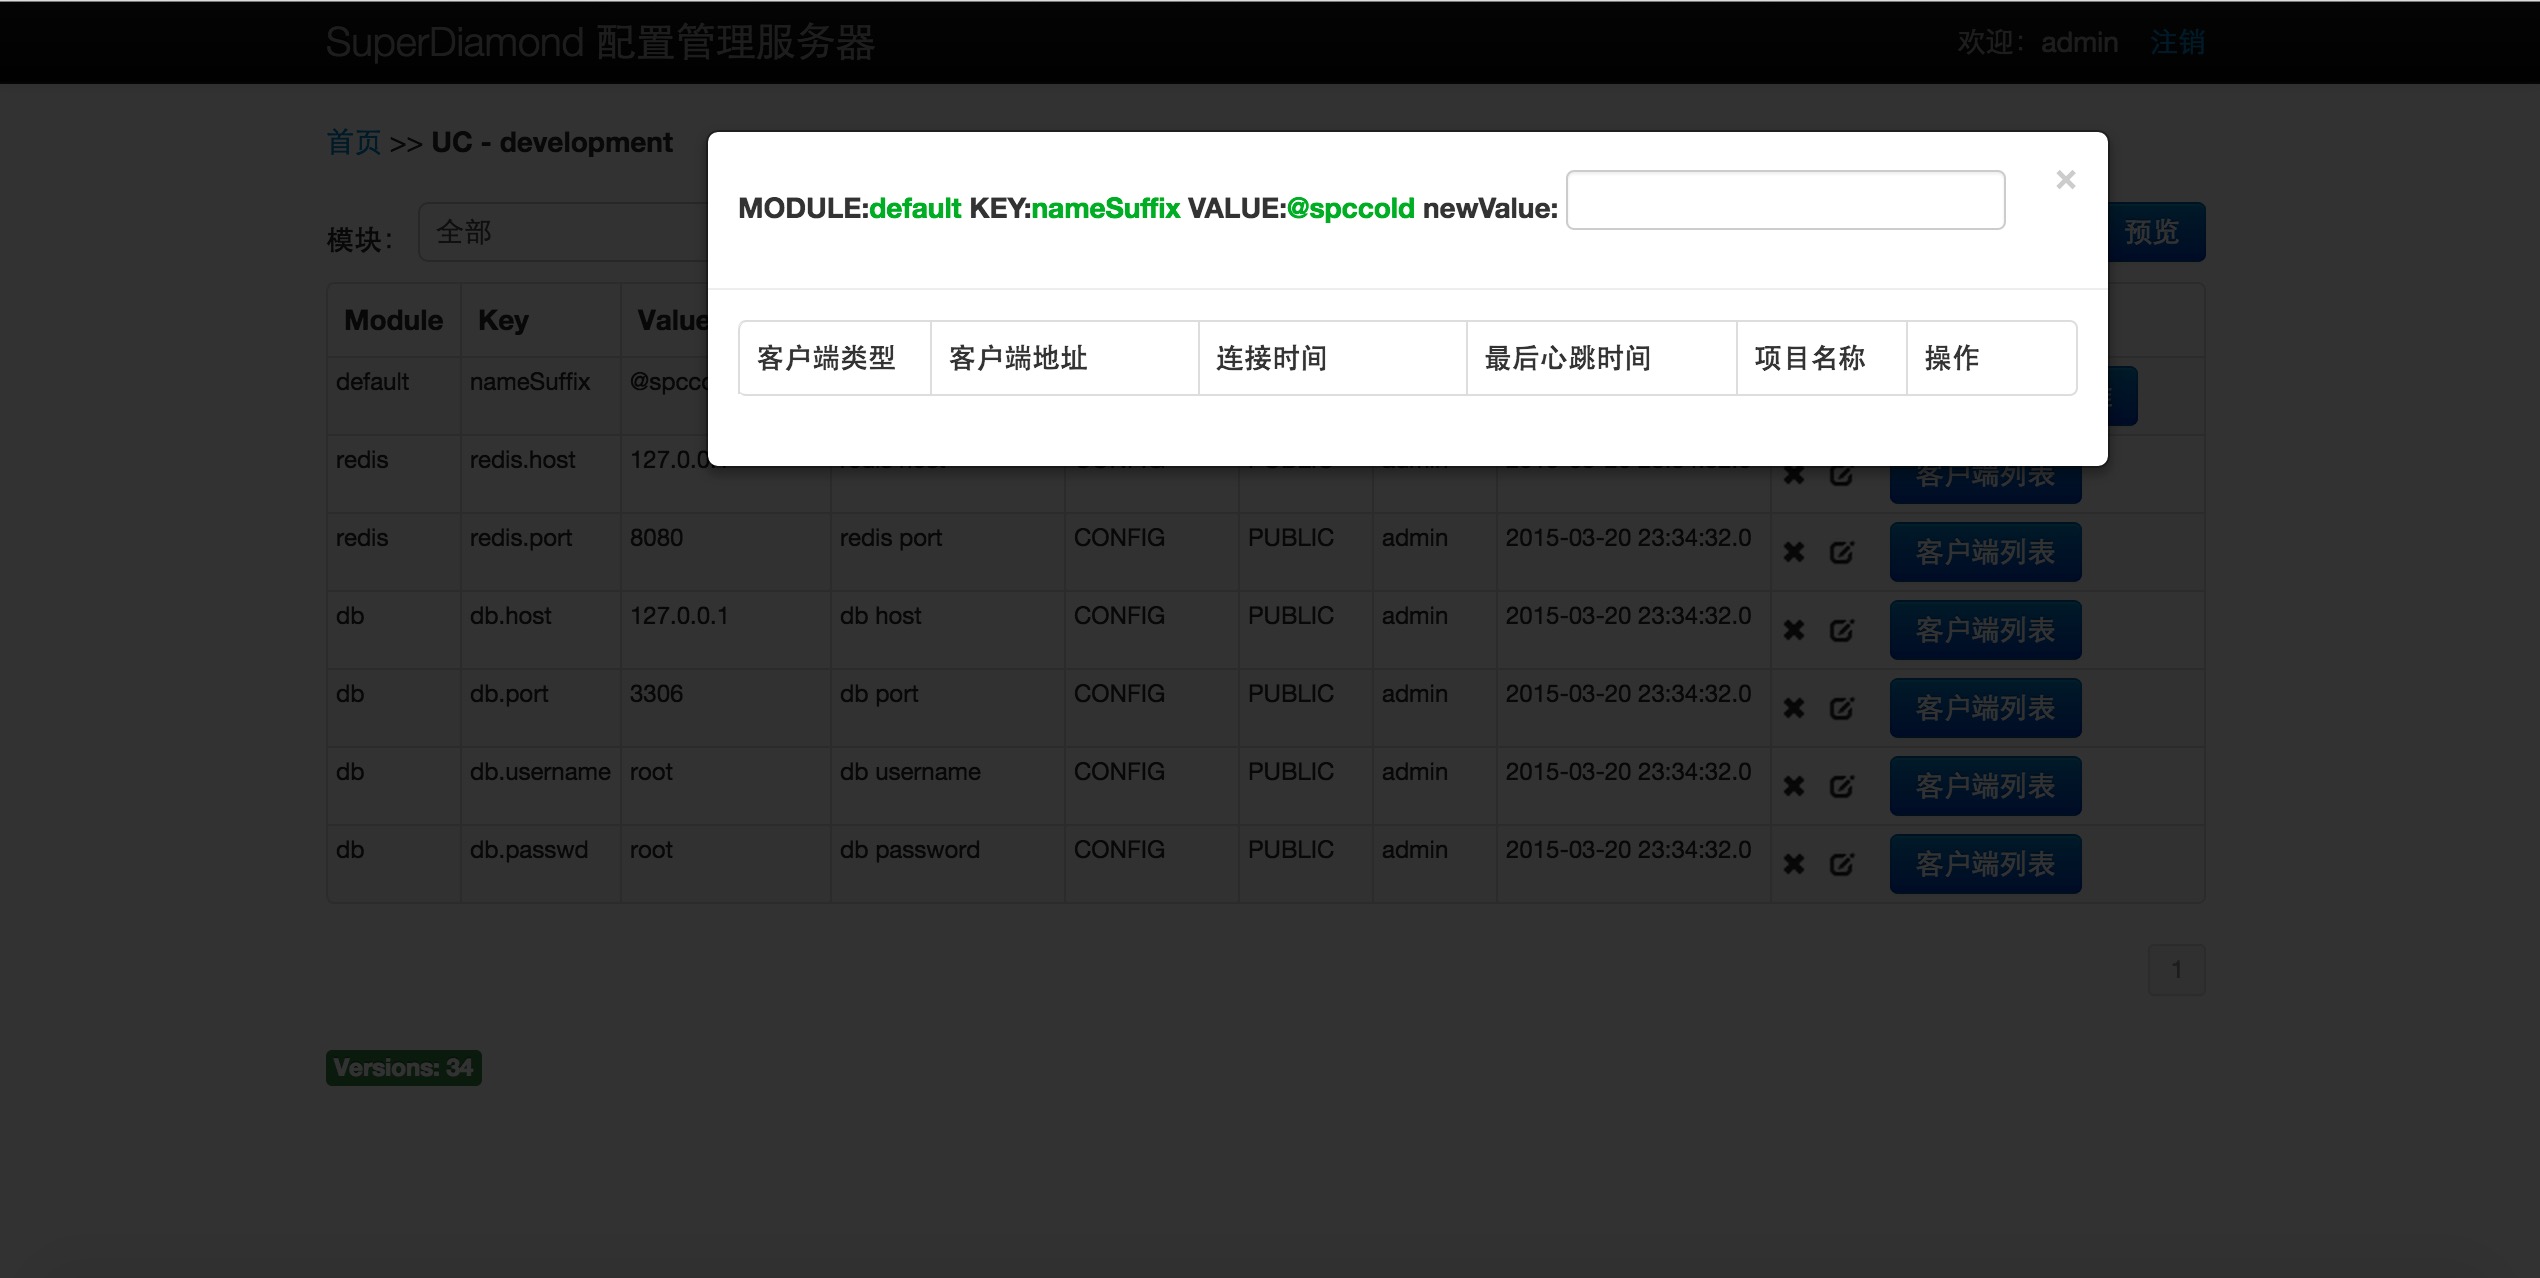 SuperDiamond 配置管理服务器 欢迎：admin 注销
首页 >> UC - development
MODULE:default KEY:nameSuffix VALUE:@spccold newValue: ×
模块： 全部 预览
Module Key Value
客户端类型 客户端地址 连接时间 最后心跳时间 项目名称 操作
default nameSuffix
redis redis.host 127.0.0.1
客户端列表
redis redis.port 8080 redis port CONFIG PUBLIC admin 2015-03-20 23:34:32.0 客户端列表
db db.host 127.0.0.1 db host CONFIG PUBLIC admin 2015-03-20 23:34:32.0 客户端列表
db db.port 3306 db port CONFIG PUBLIC admin 2015-03-20 23:34:32.0 客户端列表
db db.username root db username CONFIG PUBLIC admin 2015-03-20 23:34:32.0 客户端列表
db db.passwd root db password CONFIG PUBLIC admin 2015-03-20 23:34:32.0 客户端列表
1
Versions: 34